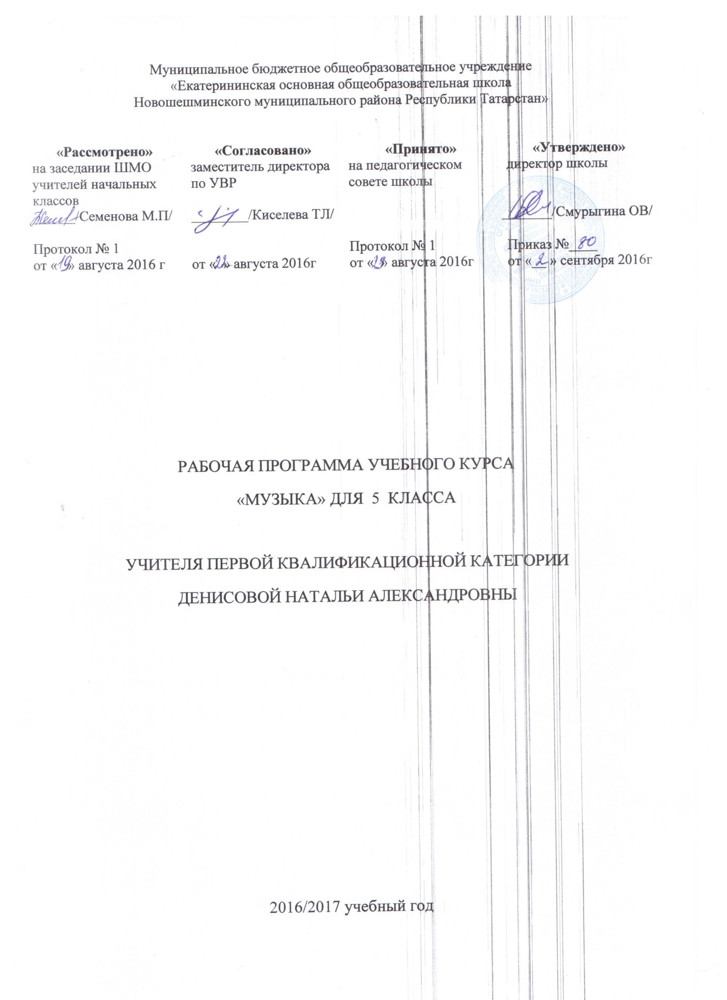 Муниципальное бюджетное общеобразовательное учреждение
«Екатерининская основная общеобразовательная школа
Новошешминского муниципального района Республики Татарстан»
«Рассмотрено»
на заседании ШМО
учителей начальных
классов
/Семенова М.П/
Протокол № 1
от «19» августа 2016 г
«Согласовано»
заместитель директора
по УВР
/Киселева ТЛ/
от «22» августа 2016г
«Принято»
на педагогическом
совете школы
Протокол № 1
от « » августа 2016г
«Утверждено»
директор школы
/Смурыгина ОВ/
Приказ № 80
от « 2 » сентября 2016г
РАБОЧАЯ ПРОГРАММА УЧЕБНОГО КУРСА
«МУЗЫКА» ДЛЯ 5 КЛАССА
УЧИТЕЛЯ ПЕРВОЙ КВАЛИФИКАЦИОННОЙ КАТЕГОРИИ
ДЕНИСОВОЙ НАТАЛЬИ АЛЕКСАНДРОВНЫ
2016/2017 учебный год